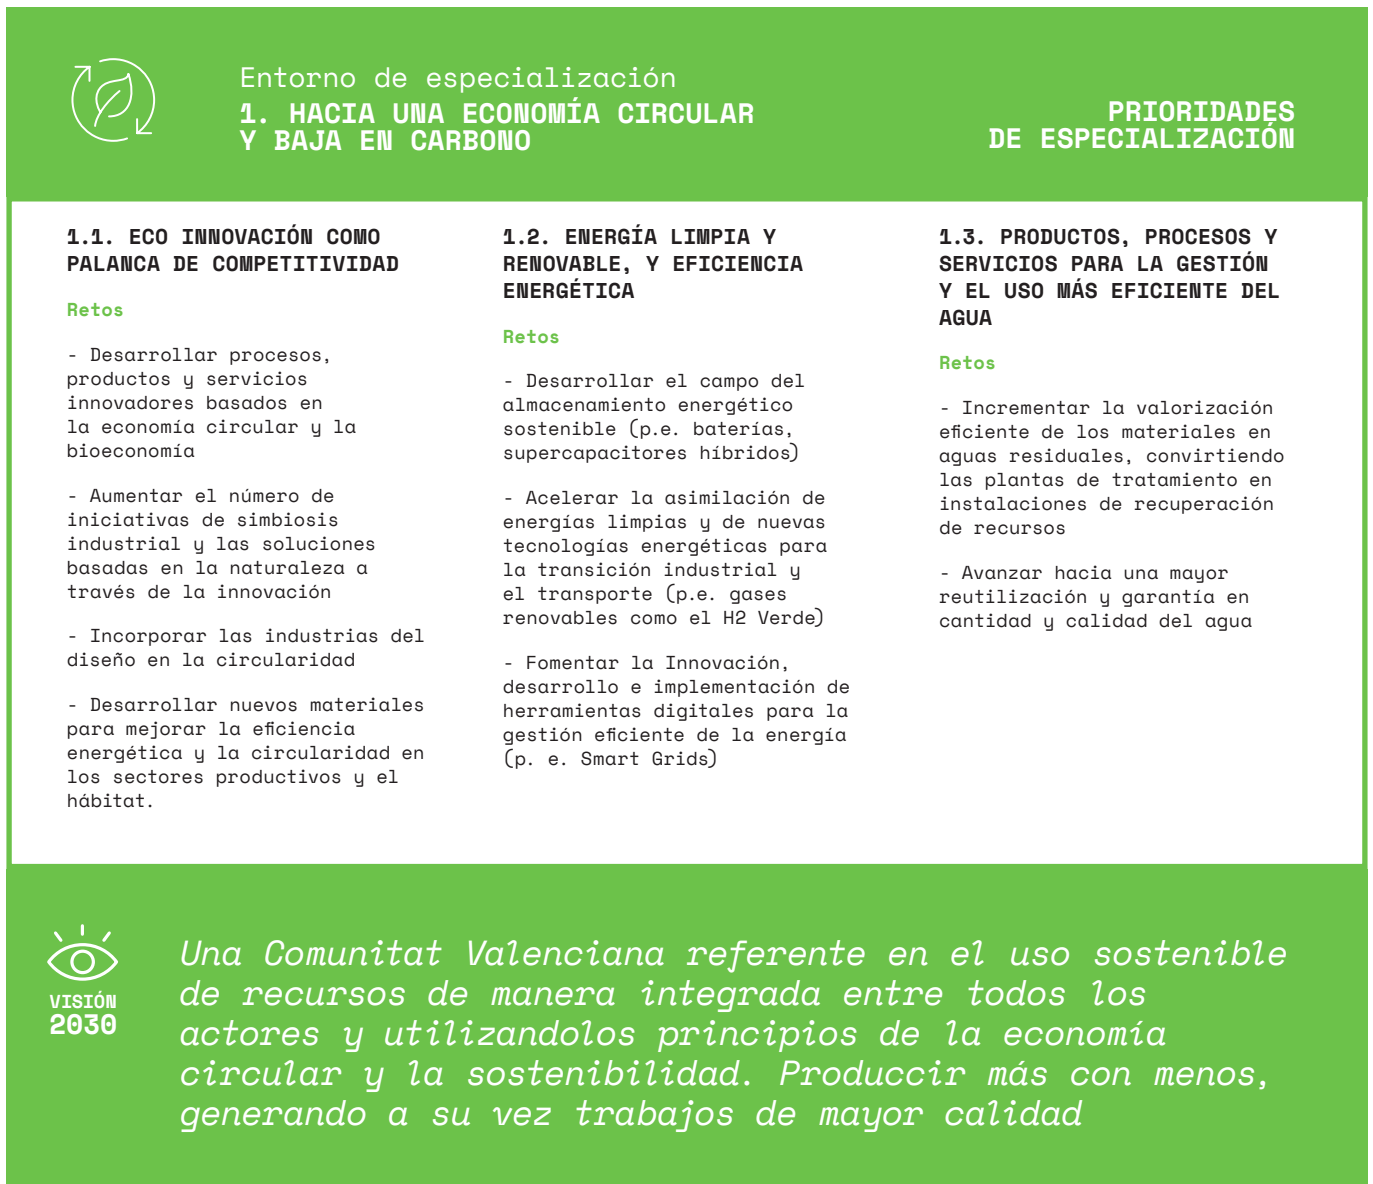 Entorno de especialización
1. HACIA UNA ECONOMÍA CIRCULAR
Y BAJA EN CARBONO
PRIORIDADES
DE ESPECIALIZACIÓN
1.1. ECO INNOVACIÓN COMO
PALANCA DE COMPETITIVIDAD
Retos
- Desarrollar procesos,
productos y servicios
innovadores basados en
la economía circular y la
bioeconomía
- Aumentar el número de
iniciativas de simbiosis
industrial y las soluciones
basadas en la naturaleza a
través de la innovación
- Incorporar las industrias del
diseño en la circularidad
- Desarrollar nuevos materiales
para mejorar la eficiencia
energética y la circularidad en
los sectores productivos y el
hábitat.
1.2. ENERGÍA LIMPIA Y
RENOVABLE, Y EFICIENCIA
ENERGÉTICA
Retos
- Desarrollar el campo del
almacenamiento energético
sostenible (p.e. baterías,
supercapacitores híbridos)
- Acelerar la asimilación de
energías limpias y de nuevas
tecnologías energéticas para
la transición industrial y
el transporte (p.e. gases
renovables como el H2 Verde)
- Fomentar la Innovación,
desarrollo e implementación de
herramientas digitales para la
gestión eficiente de la energía
(p. e. Smart Grids)
1.3. PRODUCTOS, PROCESOS Y
SERVICIOS PARA LA GESTIÓN
Y EL USO MÁS EFICIENTE DEL
AGUA
Retos
- Incrementar la valorización
eficiente de los materiales en
aguas residuales, convirtiendo
las plantas de tratamiento en
instalaciones de recuperación
de recursos
- Avanzar hacia una mayor
reutilización y garantía en
cantidad y calidad del agua
VISIÓN
2030
Una Comunitat Valenciana referente en el uso sostenible
de recursos de manera integrada entre todos los
actores y utilizandolos principios de la economía
circular y la sostenibilidad. Produccir más con menos,
generando a su vez trabajos de mayor calidad